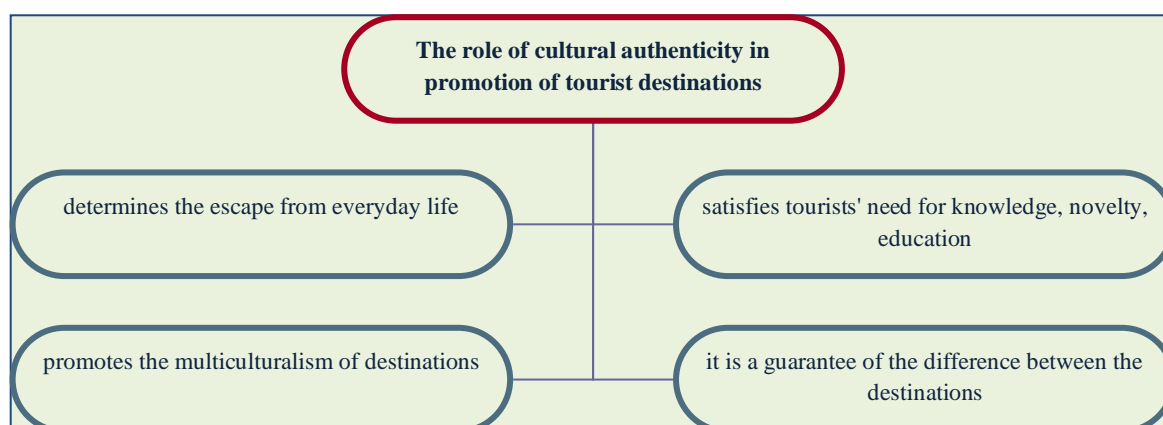 The role of cultural authenticity in
promotion of tourist destinations
determines the escape from everyday life
satisfies tourists' need for knowledge, novelty,
education
promotes the multiculturalism of destinations
it is a guarantee of the difference between the
destinations